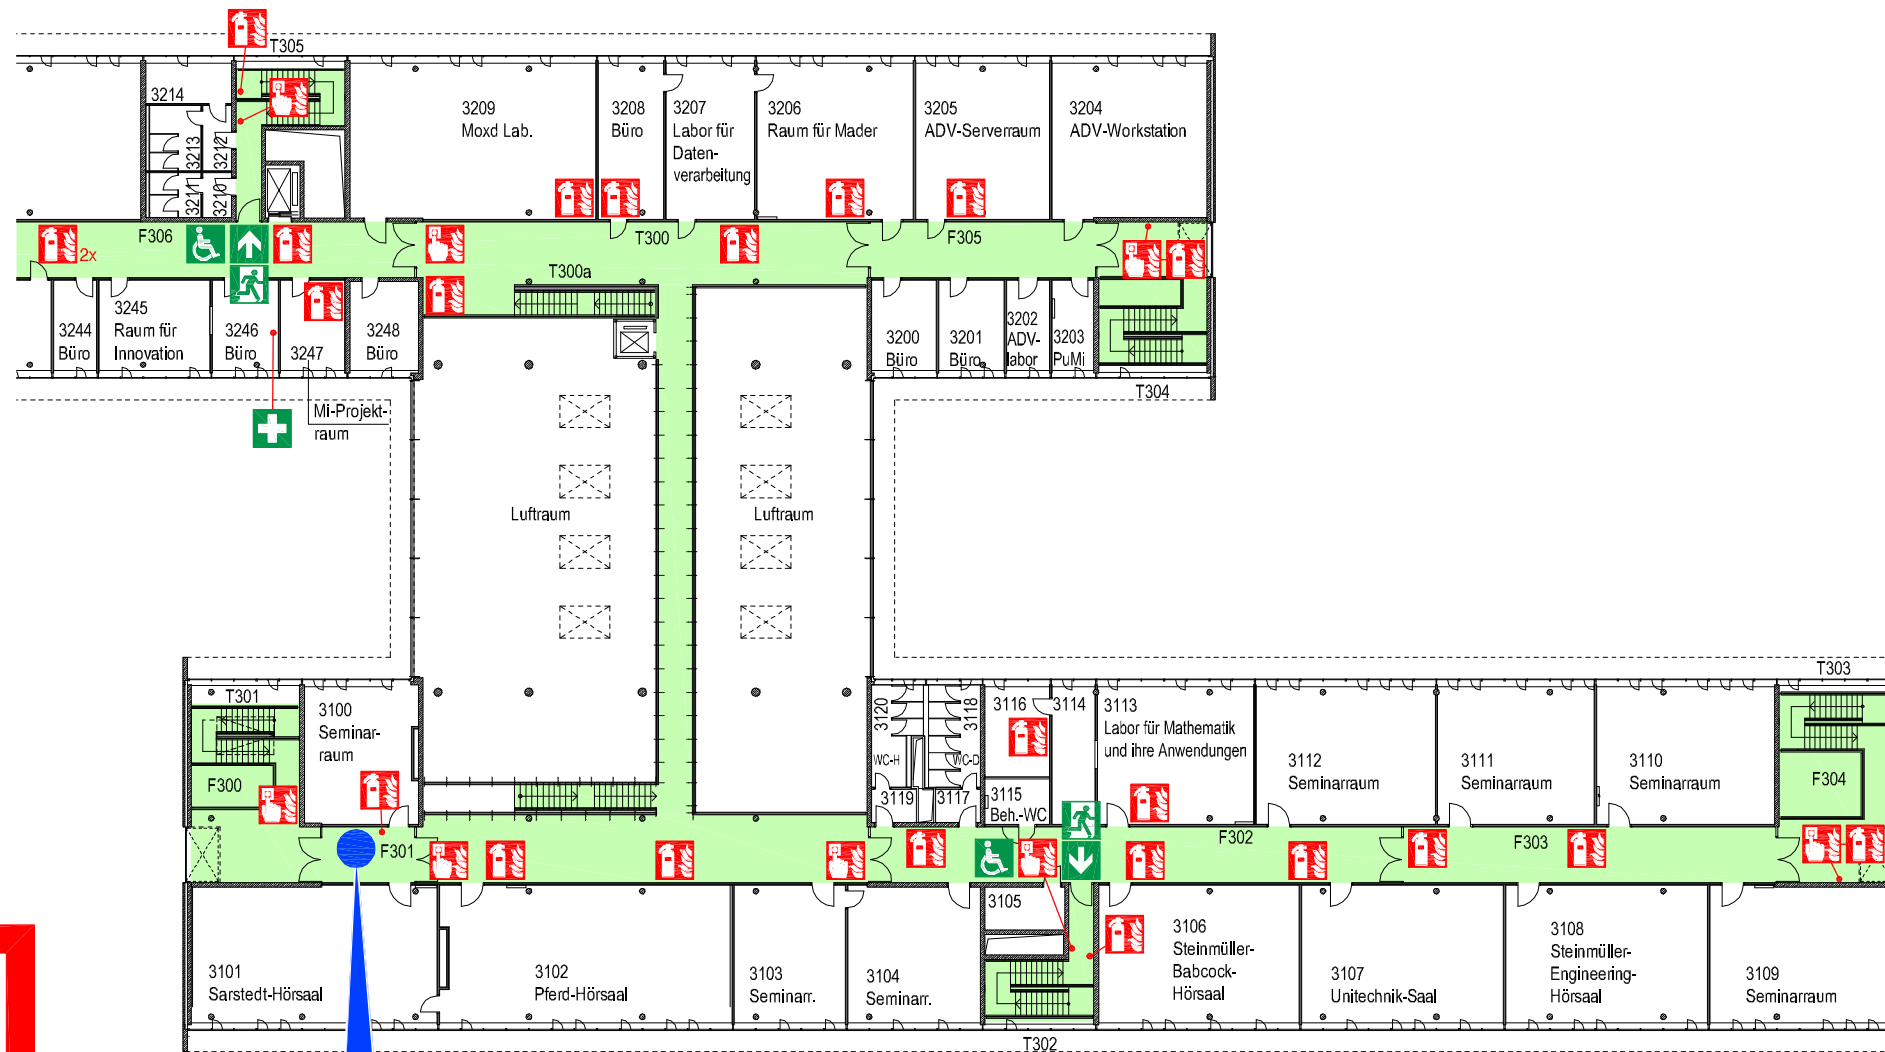 T305
3214
3213
3212
3211
3210
3209
Moxd Lab.
3208
Büro
3207
Labor für
Daten-
verarbeitung
3206
Raum für Mader
3205
ADV-Serverraum
3204
ADV-Workstation
2x
F306
T300
F305
T300a
3244
Büro
3245
Raum für
Innovation
3246
Büro
3247
Mi-Projekt-
raum
3248
Büro
3200
Büro
3201
Büro
3202
ADV-
labor
3203
PuMi
T304
Luftraum
Luftraum
T303
T301
F300
3100
Seminar-
raum
F301
3120
WC-H
3119
3118
WC-D
3117
3116
3114
3115
Beh.-WC
3113
Labor für Mathematik
und ihre Anwendungen
3112
Seminarraum
3111
Seminarraum
3110
Seminarraum
F304
F302
F303
3101
Sarstedt-Hörsaal
3102
Pferd-Hörsaal
3103
Seminarr.
3104
Seminarr.
3105
3106
Steinmüller-
Babcock-
Hörsaal
3107
Unitechnik-Saal
3108
Steinmüller-
Engineering-
Hörsaal
3109
Seminarraum
T302